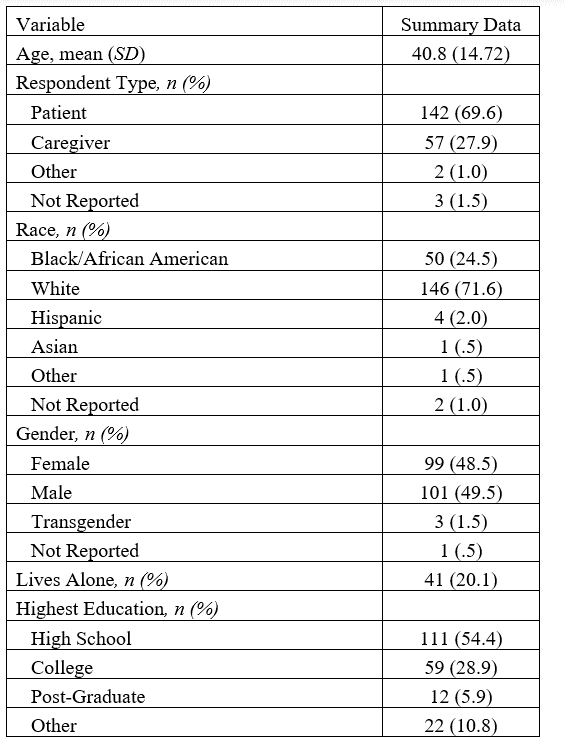 Variable Summary Data
Age, mean (SD) 40.8 (14.72)
Respondent Type, n (%)
Patient 142 (69.6)
Caregiver 57 (27.9)
Other 2 (1.0)
Not Reported 3 (1.5)
Race, n (%)
Black/African American 50 (24.5)
White 146 (71.6)
Hispanic 4 (2.0)
Asian 1 (.5)
Other 1 (.5)
Not Reported 2 (1.0)
Gender, n (%)
Female 99 (48.5)
Male 101 (49.5)
Transgender 3 (1.5)
Not Reported 1 (.5)
Lives Alone, n (%) 41 (20.1)
Highest Education, n (%)
High School 111 (54.4)
College 59 (28.9)
Post-Graduate 12 (5.9)
Other 22 (10.8)